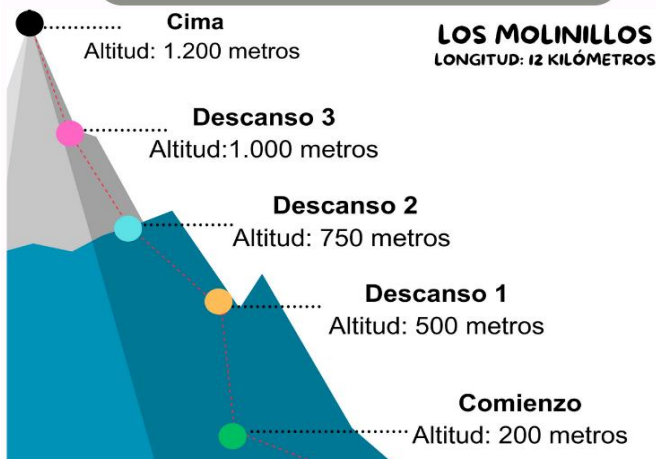 LOS MOLINILLOS
LONGITUD: 12 KILÓMETROS
Cima
Altitud: 1.200 metros
Descanso 3
Altitud:1.000 metros
Descanso 2
Altitud: 750 metros
Descanso 1
Altitud: 500 metros
Comienzo
Altitud: 200 metros